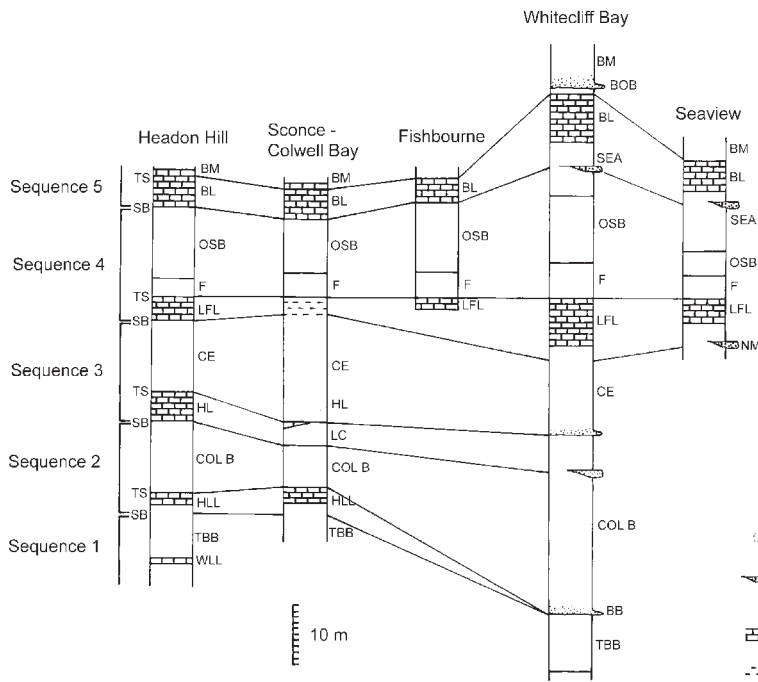 Whitecliff Bay
Seaview
Fishbourne
Sconce -
Colwell Bay
Headon Hill
Sequence 5
Sequence 4
Sequence 3
Sequence 2
Sequence 1
TS
SB
TS
SB
TS
SB
TS
SB
BM
BL
OSB
F
LFL
CE
HL
COL B
HLL
TBB
WLL
BM
BL
OSB
F
CE
HL
LC
COL B
HLL
TBB
BL
OSB
F
LFL
BM
BOB
BL
SEA
OSB
F
LFL
CE
COL B
BB
TBB
BM
BL
SEA
OSB
F
LFL
NM
10 m